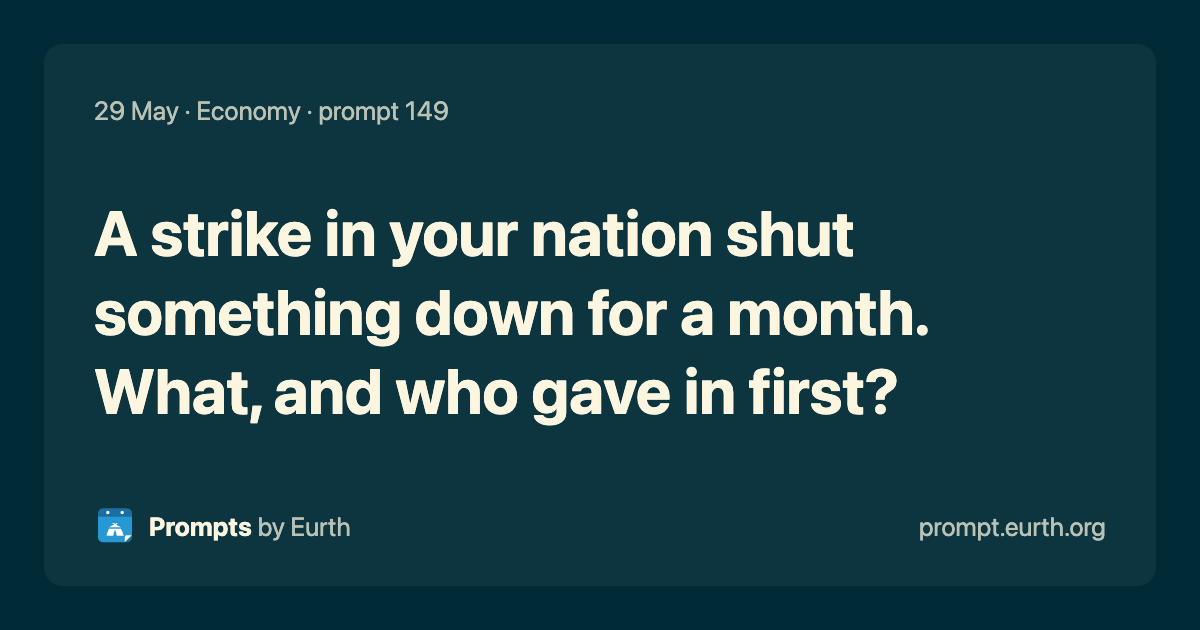 29 May · Economy · prompt 149
A strike in your nation shut
something down for a month.
What, and who gave in first?
Prompts by Eurth
prompt.eurth.org